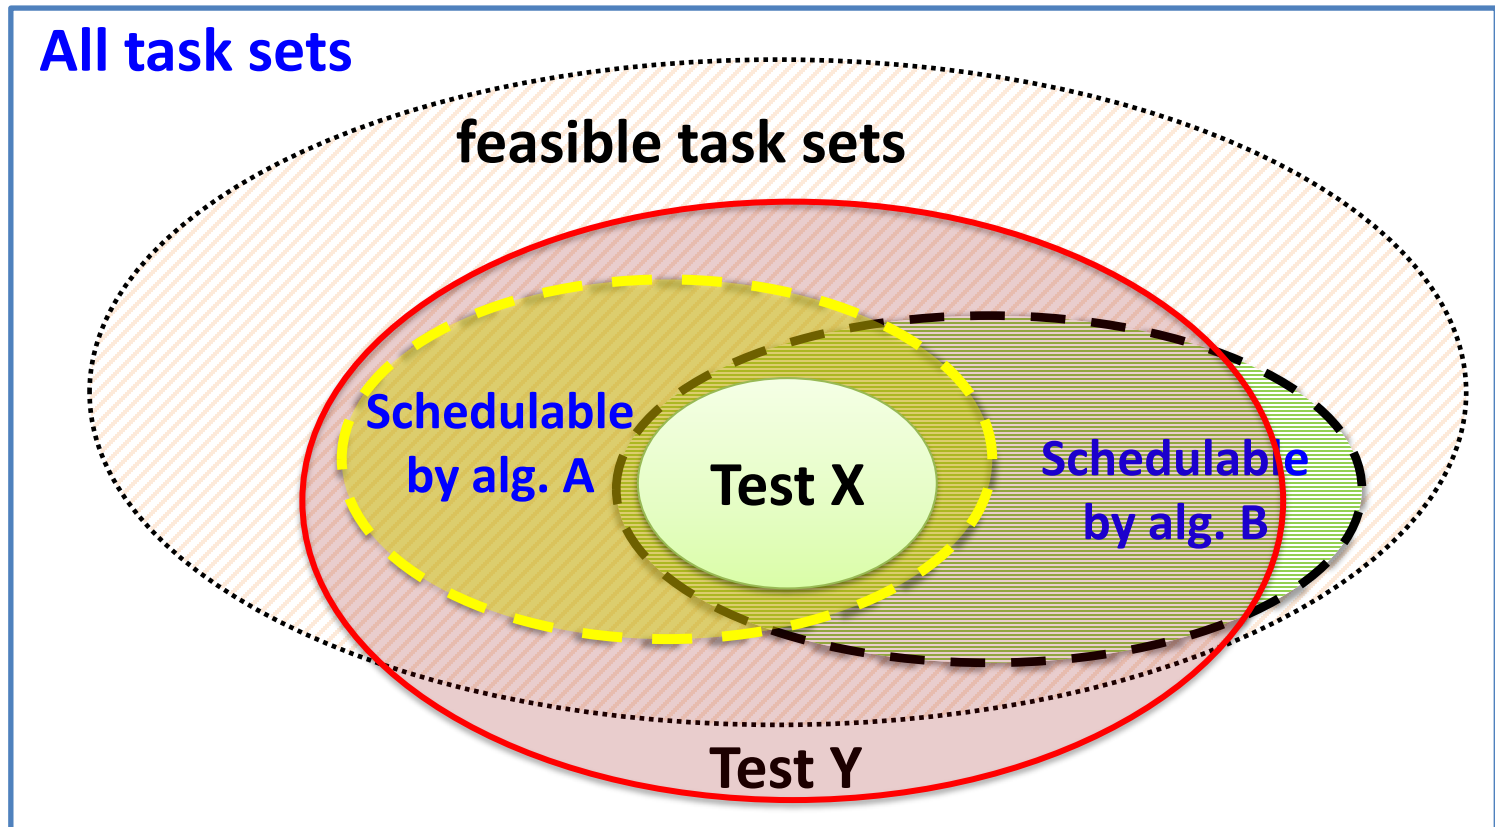 All task sets
feasible task sets
Schedulable
by alg. A
Test X
Schedulable
by alg. B
Test Y